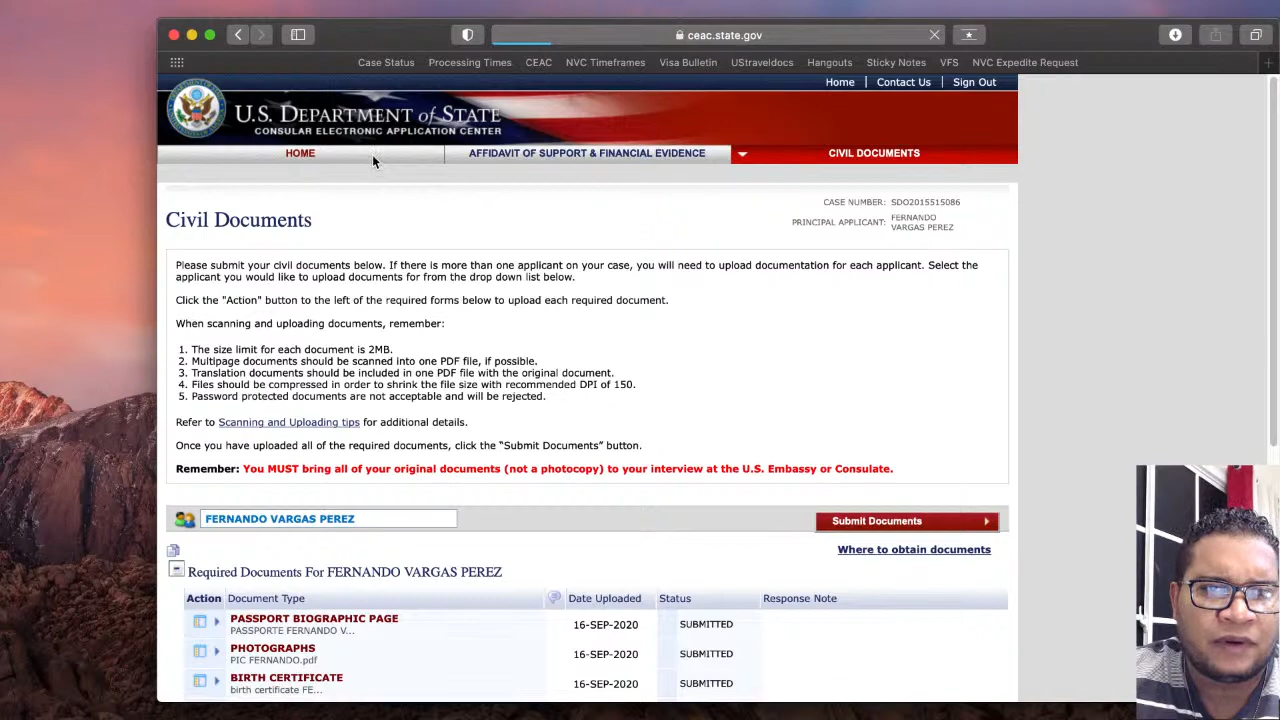 ceac.state.gov
Case Status Processing Times CEAC NVC Timeframes Visa Bulletin UStraveldocs Hangouts Sticky Notes VFS NVC Expedite Request
Home | Contact Us | Sign Out
U.S. DEPARTMENT of STATE
CONSULAR ELECTRONIC APPLICATION CENTER
HOME AFFIDAVIT OF SUPPORT & FINANCIAL EVIDENCE CIVIL DOCUMENTS
Civil Documents
CASE NUMBER: SDO2015515086
PRINCIPAL APPLICANT: FERNANDO
VARGAS PEREZ
Please submit your civil documents below. If there is more than one applicant on your case, you will need to upload documentation for each applicant. Select the
applicant you would like to upload documents for from the drop down list below.
Click the "Action" button to the left of the required forms below to upload each required document.
When scanning and uploading documents, remember:
1. The size limit for each document is 2MB.
2. Multipage documents should be scanned into one PDF file, if possible.
3. Translation documents should be included in one PDF file with the original document.
4. Files should be compressed in order to shrink the file size with recommended DPI of 150.
5. Password protected documents are not acceptable and will be rejected.
Refer to Scanning and Uploading tips for additional details.
Once you have uploaded all of the required documents, click the “Submit Documents” button.
Remember: You MUST bring all of your original documents (not a photocopy) to your interview at the U.S. Embassy or Consulate.
FERNANDO VARGAS PEREZ Submit Documents
Where to obtain documents
Required Documents For FERNANDO VARGAS PEREZ
Action Document Type Date Uploaded Status Response Note
PASSPORT BIOGRAPHIC PAGE 16-SEP-2020 SUBMITTED
PASSPORTE FERNANDO V...
PHOTOGRAPHS 16-SEP-2020 SUBMITTED
PIC FERNANDO.pdf
BIRTH CERTIFICATE 16-SEP-2020 SUBMITTED
birth certificate FE...